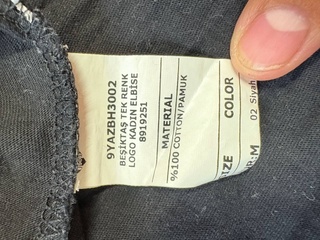 9YAZBH3002
BEŞİKTAŞ TEK RENK
LOGO KADIN ELBİSE
8919251
MATERIAL
%100 COTTON/PAMUK
COLOR
02 Siyah